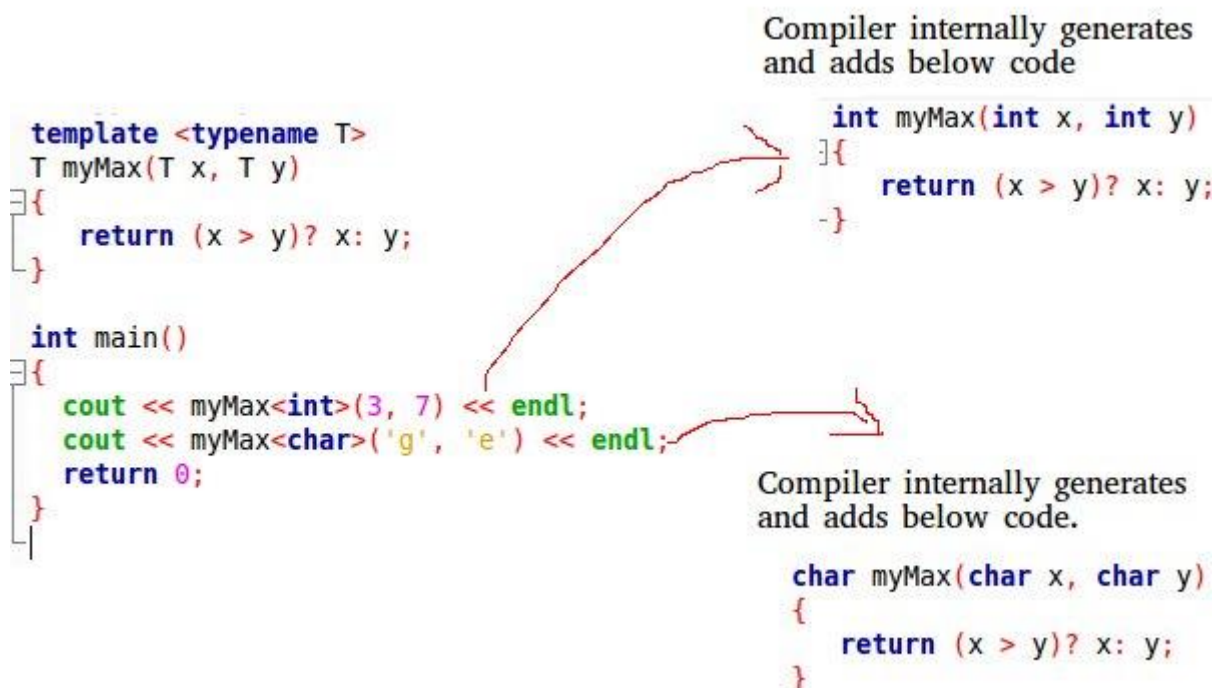 template <typename T>
T myMax(T x, T y)
{
return (x > y)? x: y;
}
int main()
{
cout << myMax<int>(3, 7) << endl;
cout << myMax<char>('g', 'e') << endl;
return 0;
}
Compiler internally generates
and adds below code
int myMax(int x, int y)
{
return (x > y)? x: y;
}
Compiler internally generates
and adds below code.
char myMax(char x, char y)
{
return (x > y)? x: y;
}